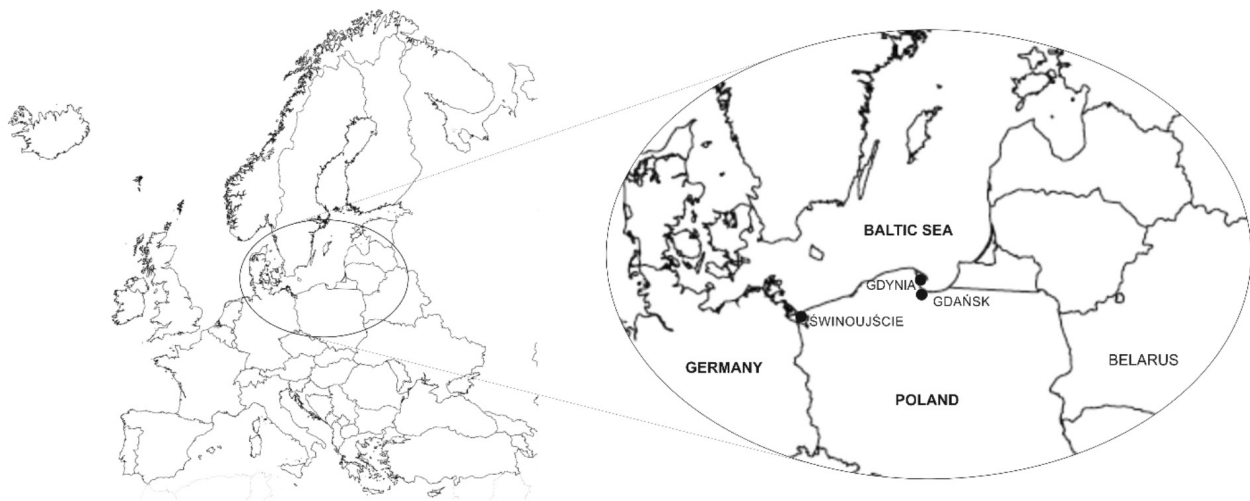 BALTIC SEA
GDYNIA
GDAŃSK
ŚWINOUJŚCIE
GERMANY
BELARUS
POLAND